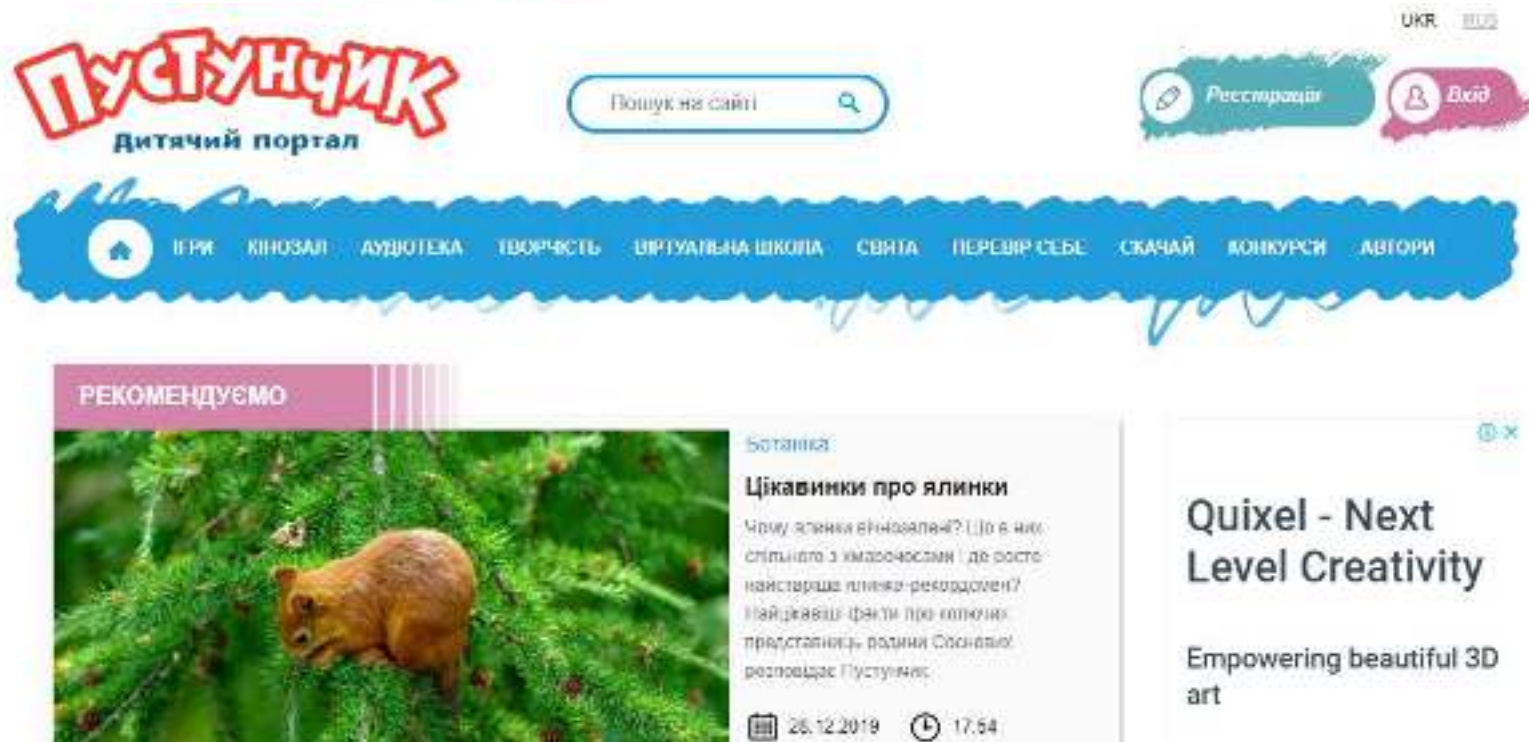 UKR RUS
ПУСТУНЧИК
Дитячий портал
Пошук на сайті
Реєстрація
Вхід
ІГРИ КІНОЗАЛ АУДІОТЕКА ТВОРЧІСТЬ ВІРТУАЛЬНА ШКОЛА СВЯТА ПЕРЕВІР СЕБЕ СКАЧАЙ КОНКУРСИ АВТОРИ
РЕКОМЕНДУЄМО
Ботаніка
Цікавинки про ялинки
Чому ялинки вічнозелені? Що в них
спільного з хмарочосами і де росте
найстаріша ялинка-рекордсмен?
Найцікавіші факти про колючих
представниць родини Соснових
розповідає Пустунчик
28.12.2019 17:54
Quixel - Next
Level Creativity
Empowering beautiful 3D
art